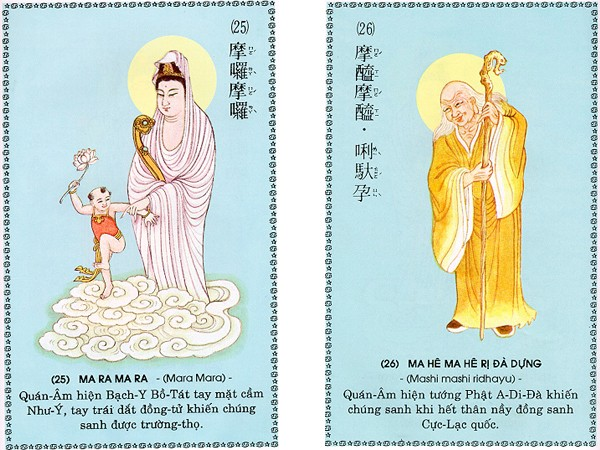 (25)
摩囉摩囉
(25) MA RA MA RA - (Mara Mara) -
Quán-Âm hiện Bạch-Y Bồ-Tát tay mặt cầm
Như-Ý, tay trái dắt đồng-tử khiến chúng
sanh được trường-thọ.
(26)
摩醯摩醯・唎馱孕
(26) MA HÊ MA HÊ RỊ ĐÀ DỰNG
- (Mashi mashi ridhayu) -
Quán-Âm hiện tướng Phật A-Di-Đà khiến
chúng sanh khi hết thân nầy đồng sanh
Cực-Lạc quốc.